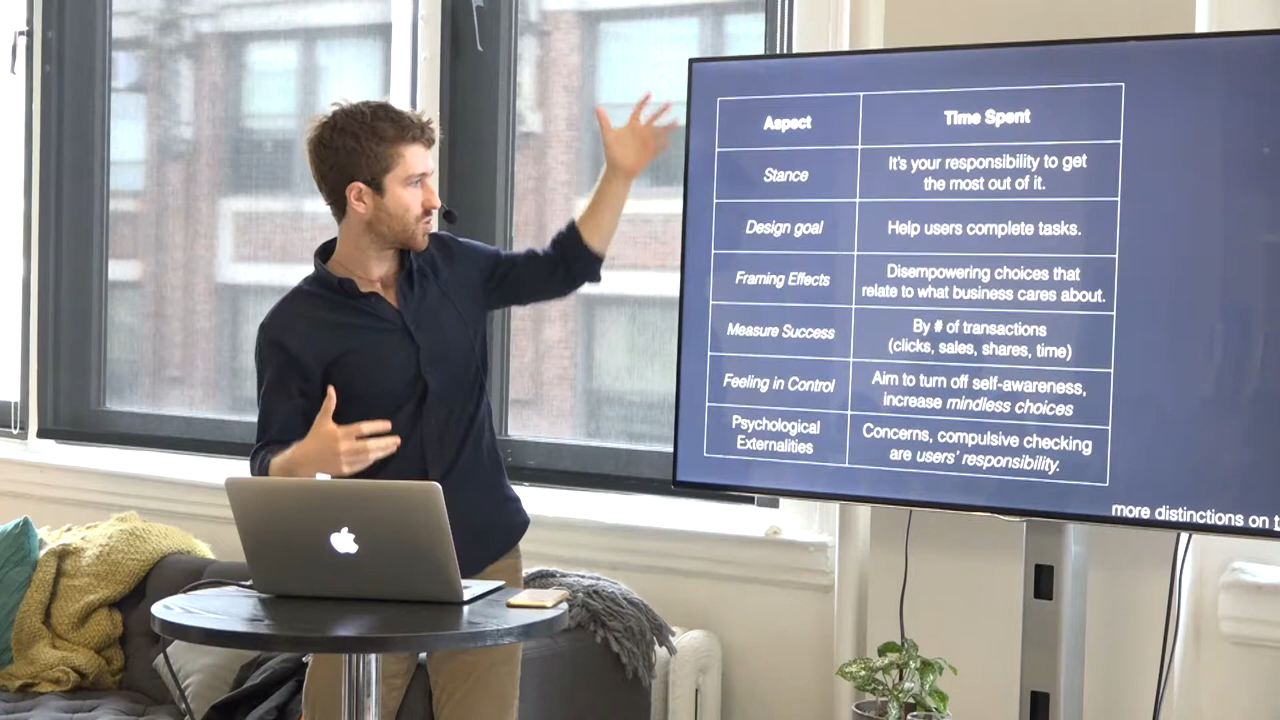 Aspect
Time Spent
Stance
It's your responsibility to get
the most out of it.
Design goal
Help users complete tasks.
Framing Effects
Disempowering choices that
relate to what business cares about.
Measure Success
By # of transactions
(clicks, sales, shares, time)
Feeling in Control
Aim to turn off self-awareness,
increase mindless choices
Psychological
Externalities
Concerns, compulsive checking
are users' responsibility.
more distinctions on